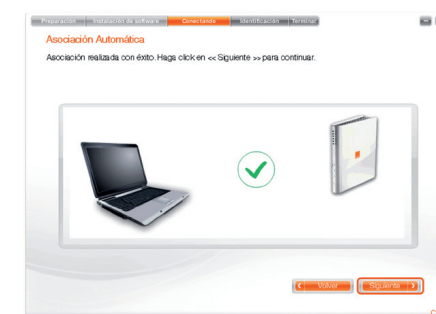 Preparación Instalación de software Conectando Identificación Terminar
Asociación Automática
Asociación realizada con éxito. Haga click en << Siguiente >> para continuar.
Volver Siguiente